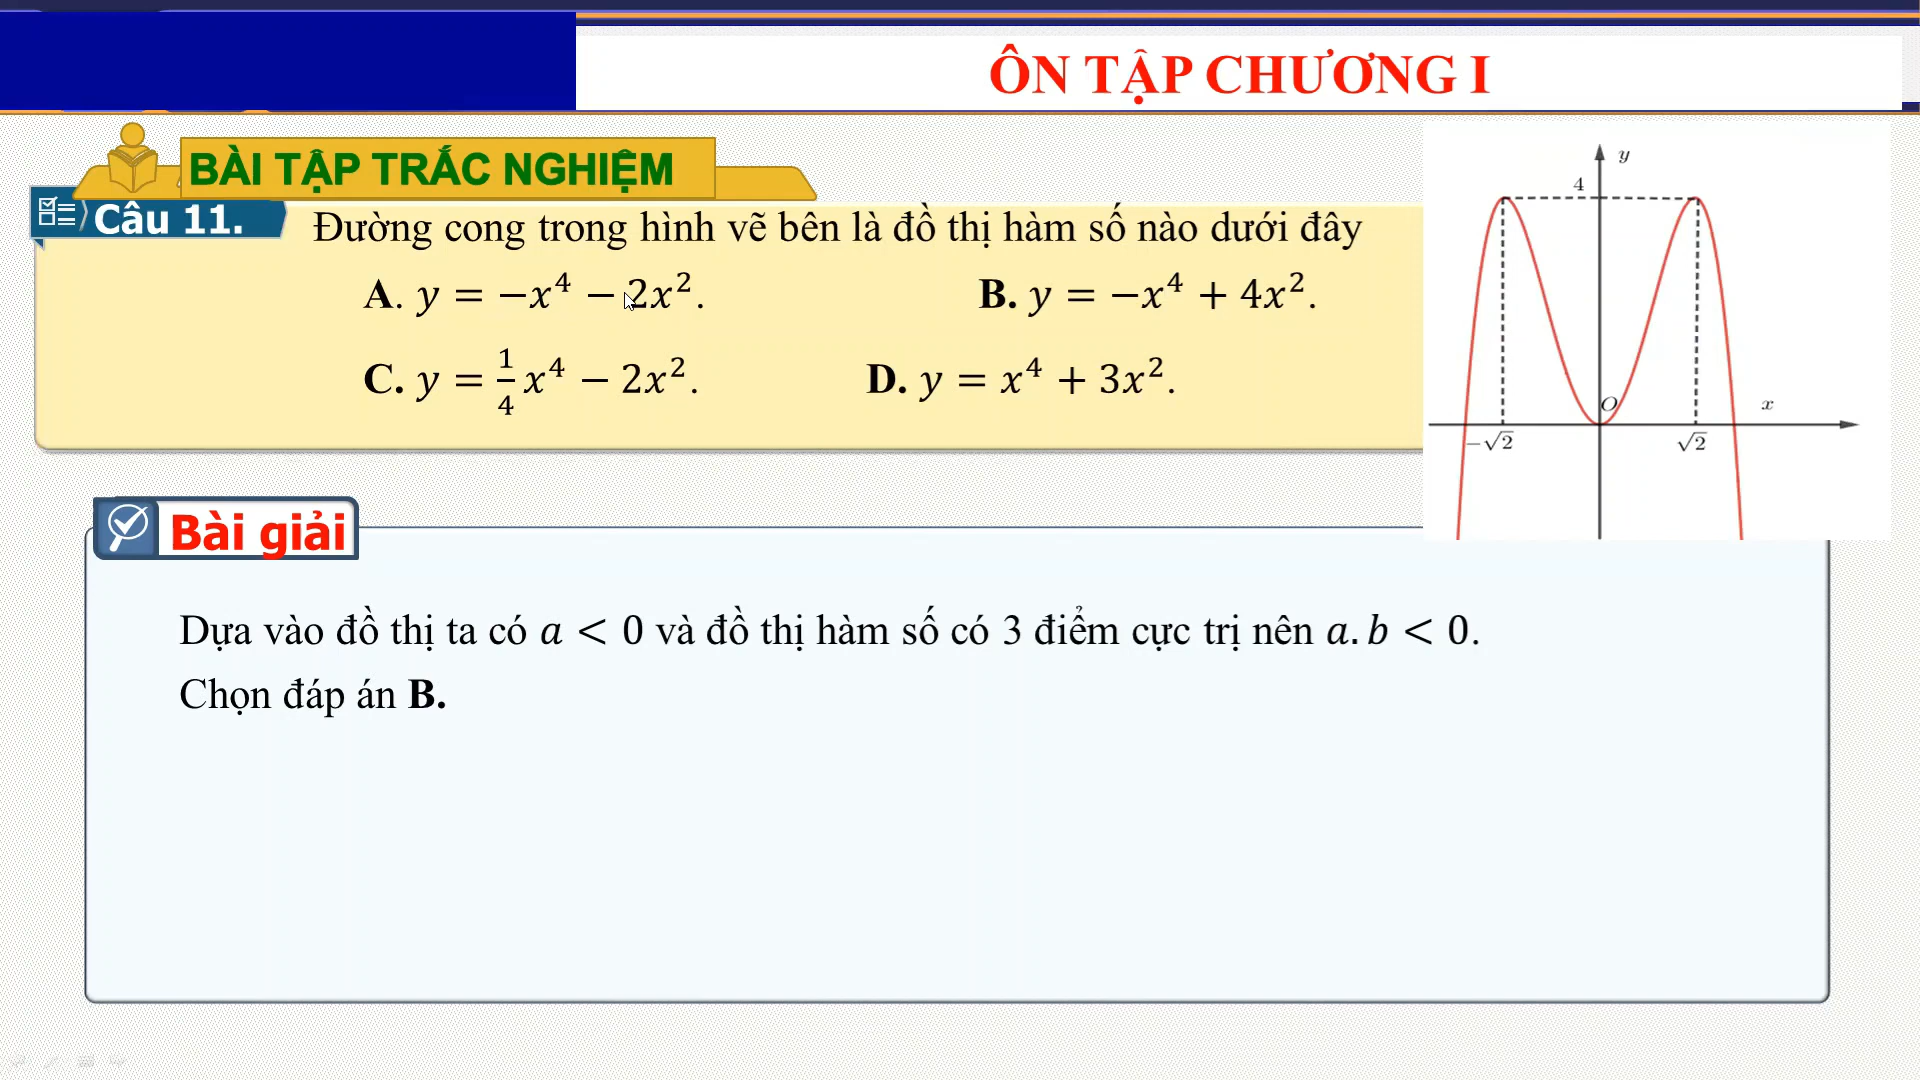 ÔN TẬP CHƯƠNG I
BÀI TẬP TRẮC NGHIỆM
Câu 11.
Đường cong trong hình vẽ bên là đồ thị hàm số nào dưới đây
A. y = −x⁴ − 2x².
B. y = −x⁴ + 4x².
C. y = 1/4 x⁴ − 2x².
D. y = x⁴ + 3x².
y
4
O
x
−√2
√2
Bài giải
Dựa vào đồ thị ta có a < 0 và đồ thị hàm số có 3 điểm cực trị nên a. b < 0.
Chọn đáp án B.